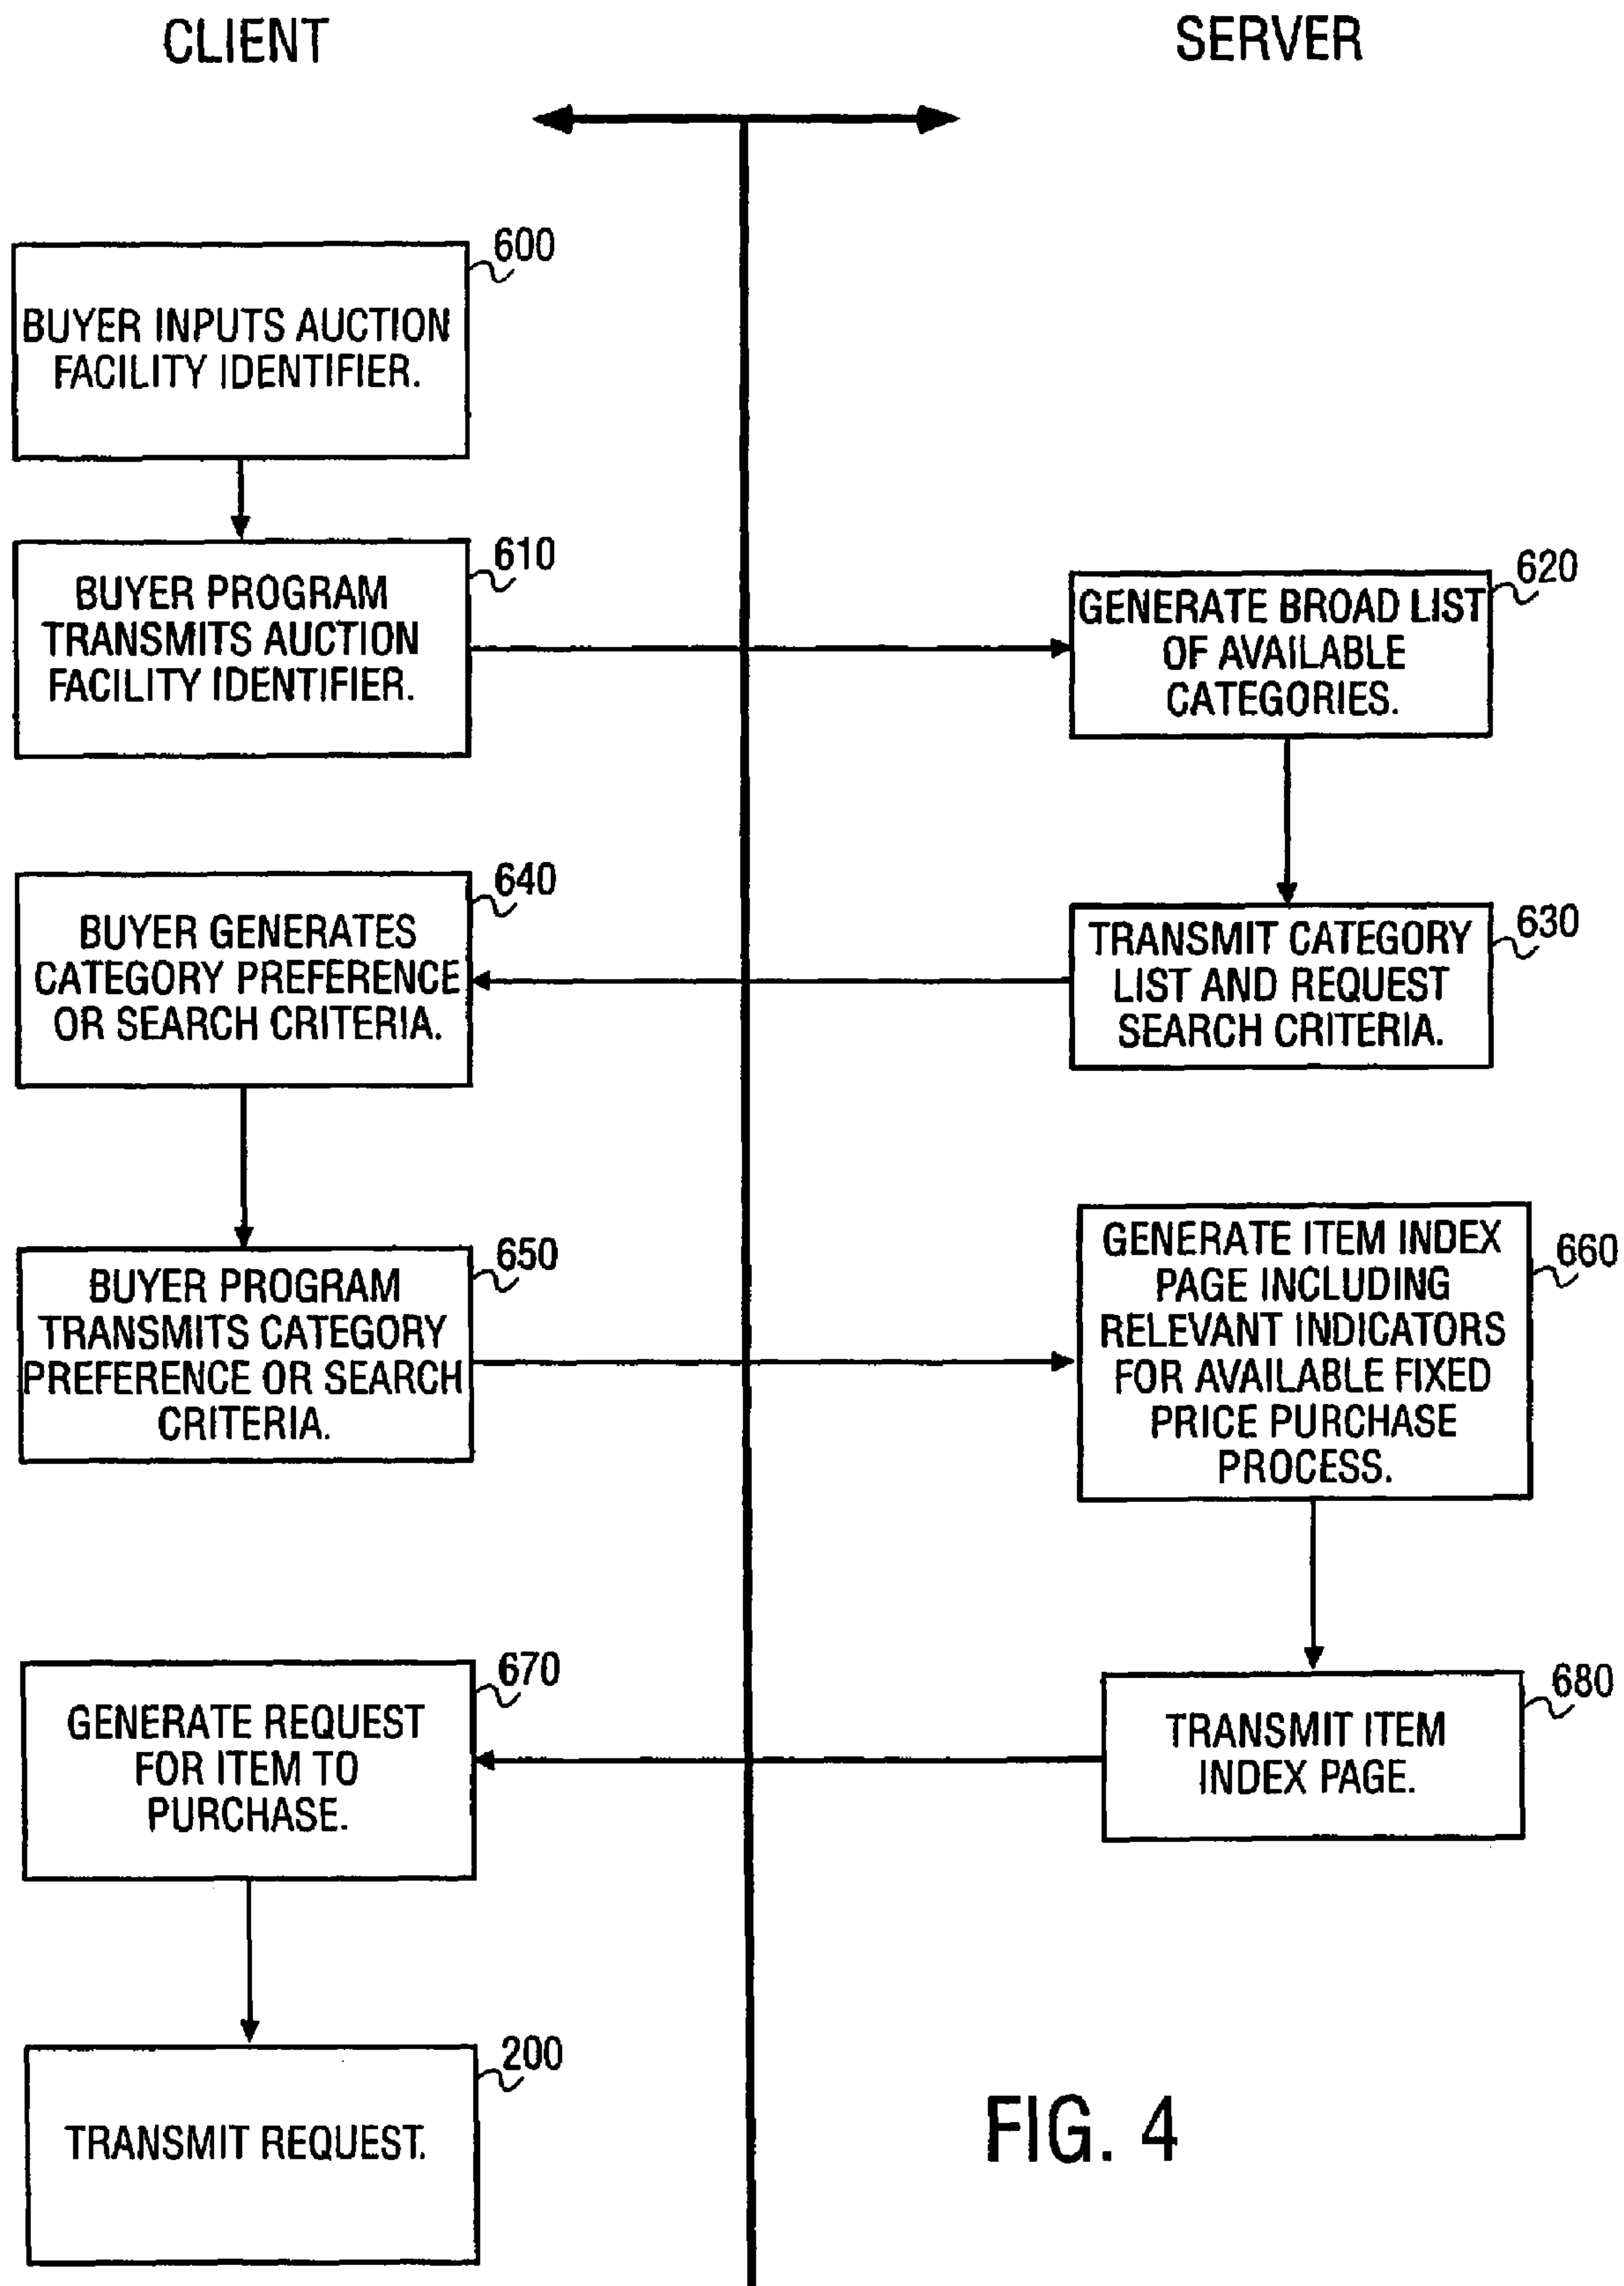 CLIENT
SERVER
600
BUYER INPUTS AUCTION
FACILITY IDENTIFIER.
610
BUYER PROGRAM
TRANSMITS AUCTION
FACILITY IDENTIFIER.
620
GENERATE BROAD LIST
OF AVAILABLE
CATEGORIES.
630
TRANSMIT CATEGORY
LIST AND REQUEST
SEARCH CRITERIA.
640
BUYER GENERATES
CATEGORY PREFERENCE
OR SEARCH CRITERIA.
650
BUYER PROGRAM
TRANSMITS CATEGORY
PREFERENCE OR SEARCH
CRITERIA.
660
GENERATE ITEM INDEX
PAGE INCLUDING
RELEVANT INDICATORS
FOR AVAILABLE FIXED
PRICE PURCHASE
PROCESS.
680
TRANSMIT ITEM
INDEX PAGE.
670
GENERATE REQUEST
FOR ITEM TO
PURCHASE.
200
TRANSMIT REQUEST.
FIG. 4